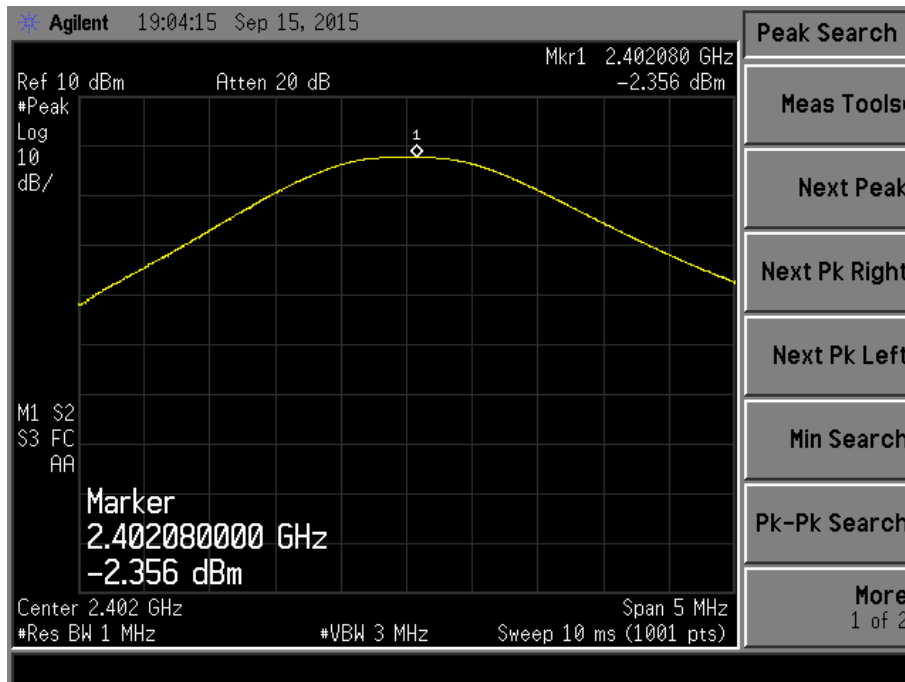 Agilent 19:04:15 Sep 15, 2015
Mkr1 2.402080 GHz
Ref 10 dBm Atten 20 dB -2.356 dBm
#Peak
Log
10
dB/
1
M1 S2
S3 FC
AA
Marker
2.402080000 GHz
-2.356 dBm
Center 2.402 GHz Span 5 MHz
#Res BW 1 MHz #VBW 3 MHz Sweep 10 ms (1001 pts)
Peak Search
Meas Tools
Next Peak
Next Pk Right
Next Pk Left
Min Search
Pk-Pk Search
More
1 of 2